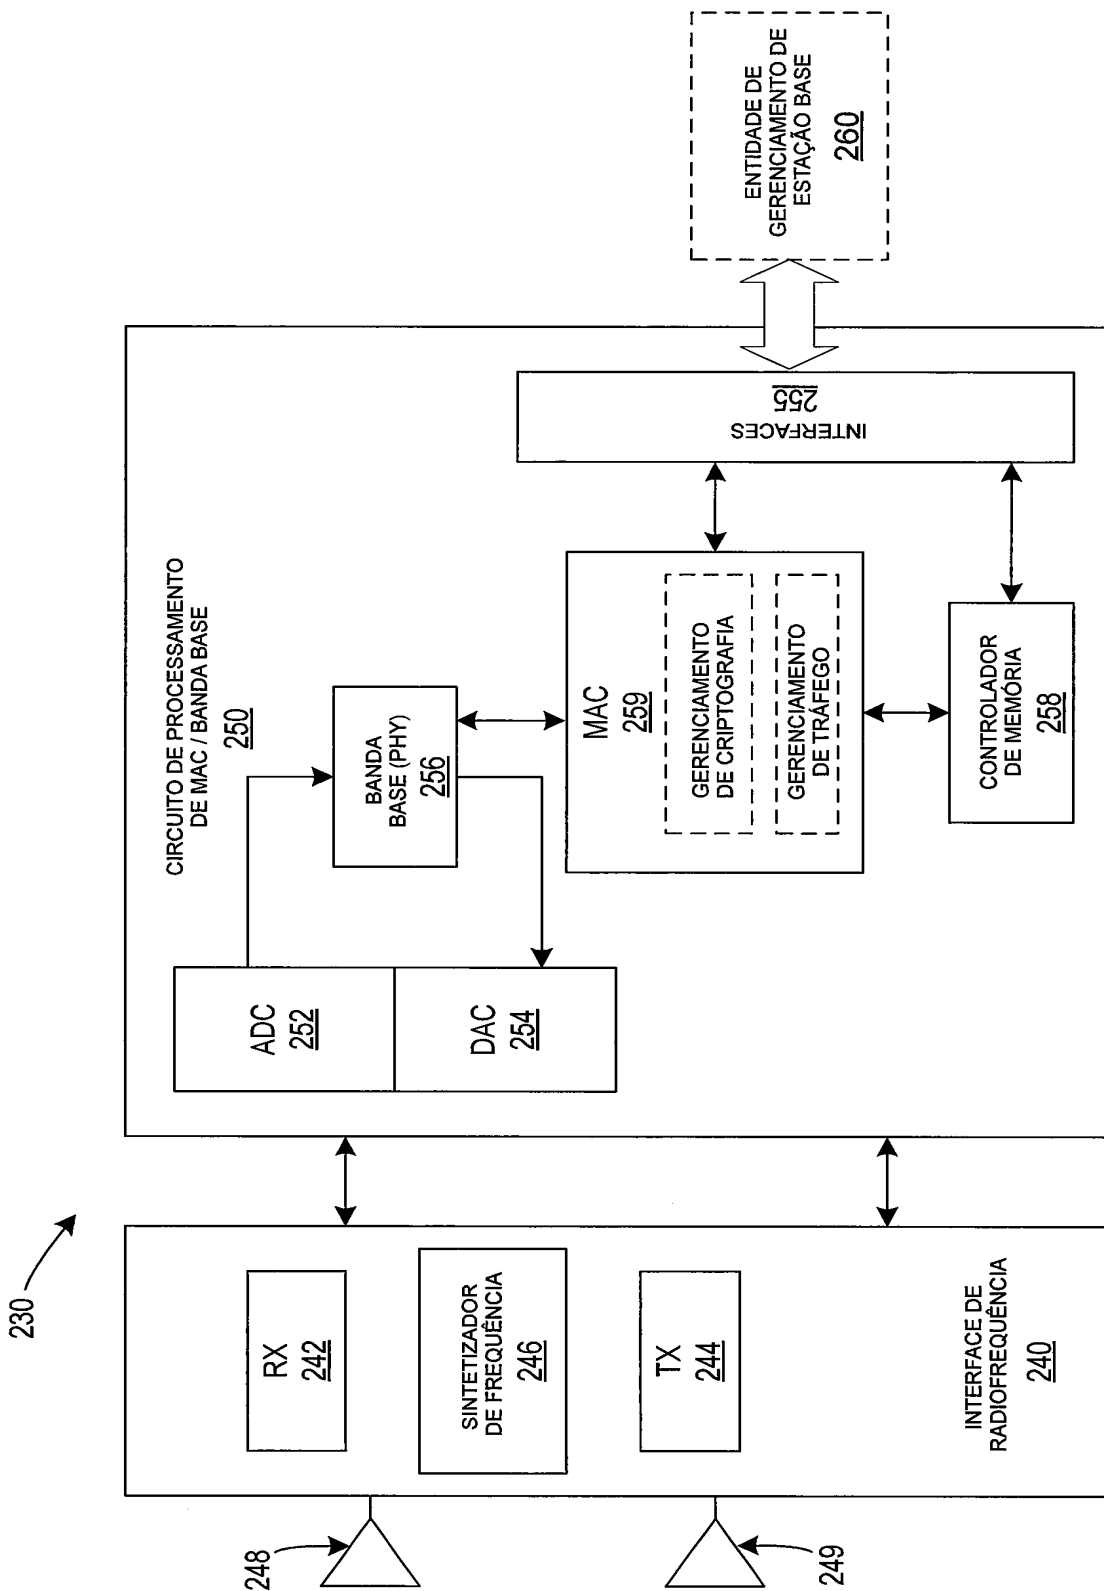 230
248
249
RX
242
SINTETIZADOR
DE FREQUÊNCIA
246
TX
244
INTERFACE DE
RADIOFREQUÊNCIA
240
CIRCUITO DE PROCESSAMENTO
DE MAC / BANDA BASE
250
ADC
252
DAC
254
BANDA
BASE (PHY)
256
MAC
259
GERENCIAMENTO
DE CRIPTOGRAFIA
GERENCIAMENTO
DE TRÁFEGO
CONTROLADOR
DE MEMÓRIA
258
INTERFACES
255
ENTIDADE DE
GERENCIAMENTO DE
ESTAÇÃO BASE
260